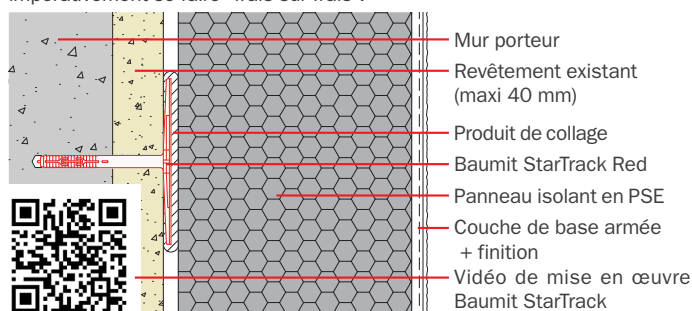 Mur porteur
Revêtement existant
(maxi 40 mm)
Produit de collage
Baumit StarTrack Red
Panneau isolant en PSE
Couche de base armée
+ finition
Vidéo de mise en œuvre
Baumit StarTrack